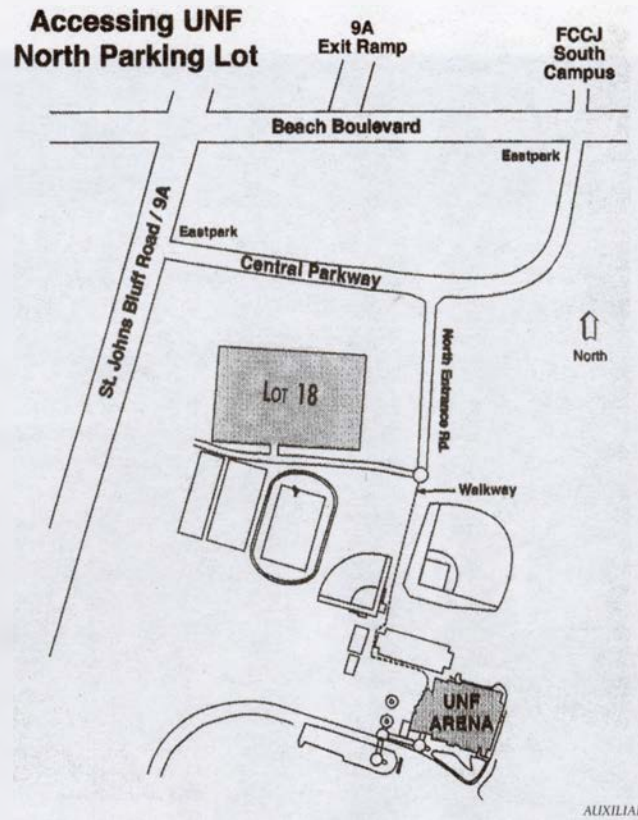 Accessing UNF
North Parking Lot
9A
Exit Ramp
FCCJ
South
Campus
Beach Boulevard
Eastpark
St. Johns Bluff Road / 9A
Eastpark
Central Parkway
North Entrance Rd.
North
LOT 18
Walkway
UNF
ARENA